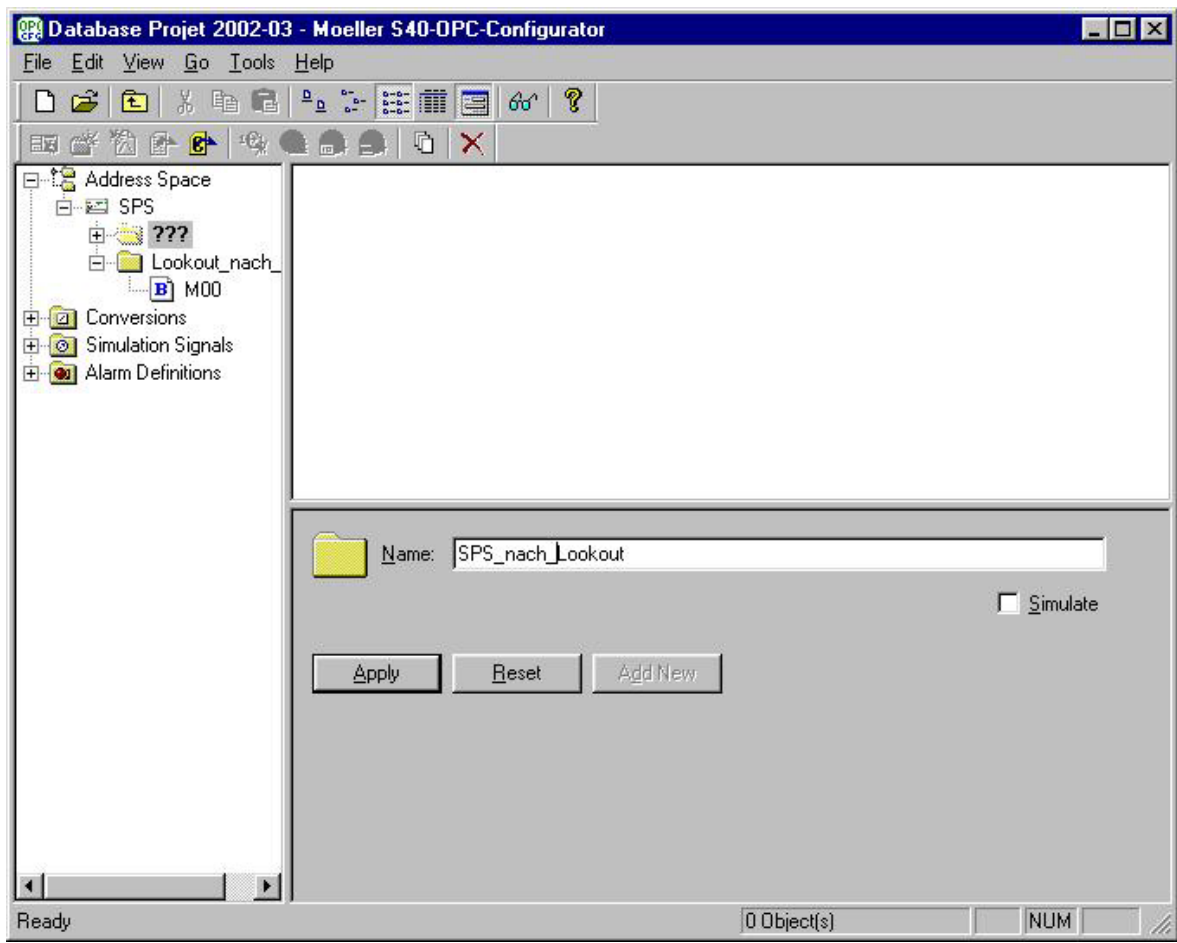 Database Projet 2002-03 - Moeller S40-OPC-Configurator
File Edit View Go Tools Help
Address Space
SPS
???
Lookout_nach_
M00
Conversions
Simulation Signals
Alarm Definitions
Name: SPS_nach_Lookout
Simulate
Apply Reset Add New
Ready 0 Object(s) NUM